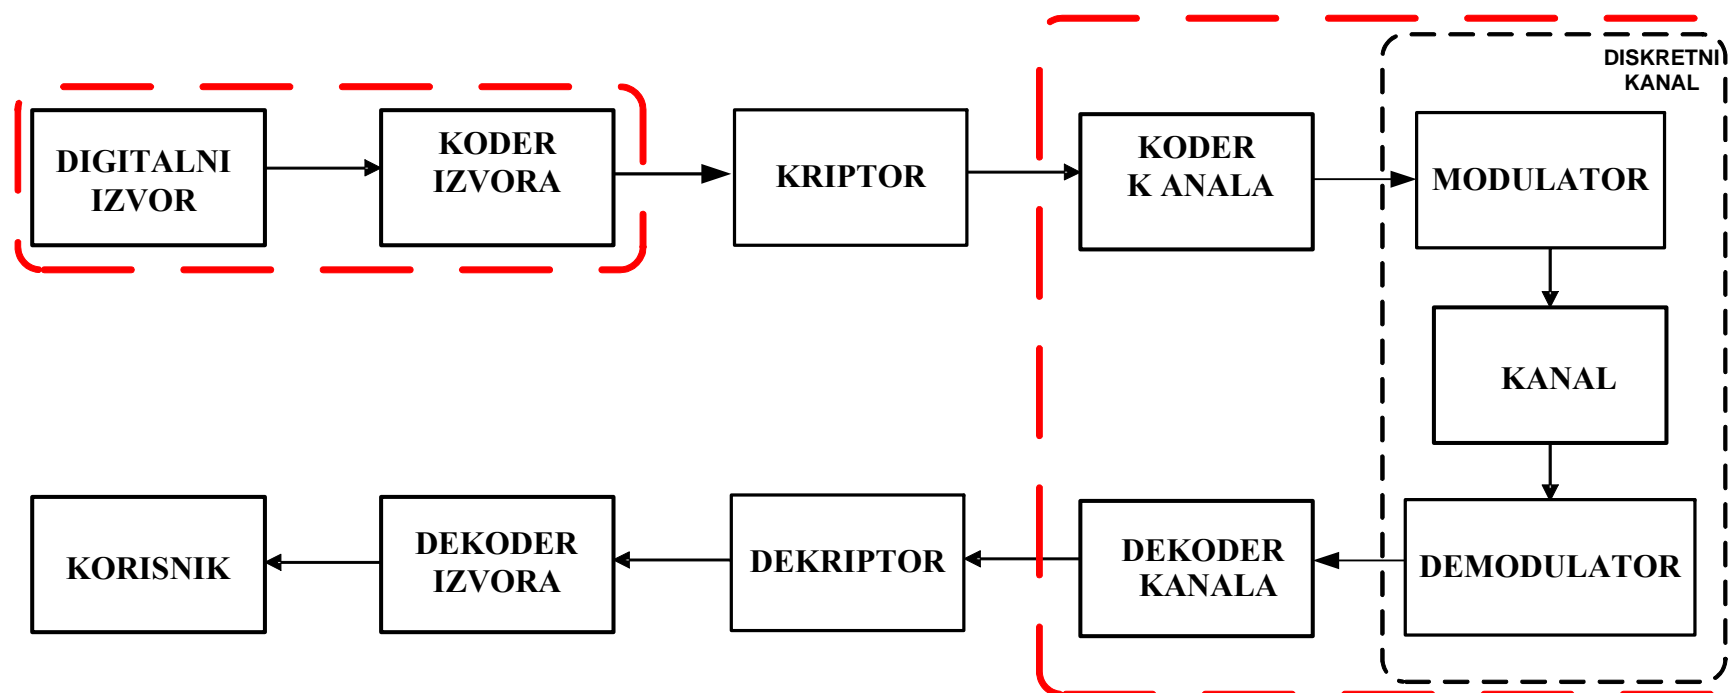 DISKRETNI
KANAL
DIGITALNI
IZVOR
KODER
IZVORA
KRIPTOR
KODER
K ANALA
MODULATOR
KANAL
KORISNIK
DEKODER
IZVORA
DEKRIPTOR
DEKODER
KANALA
DEMODULATOR